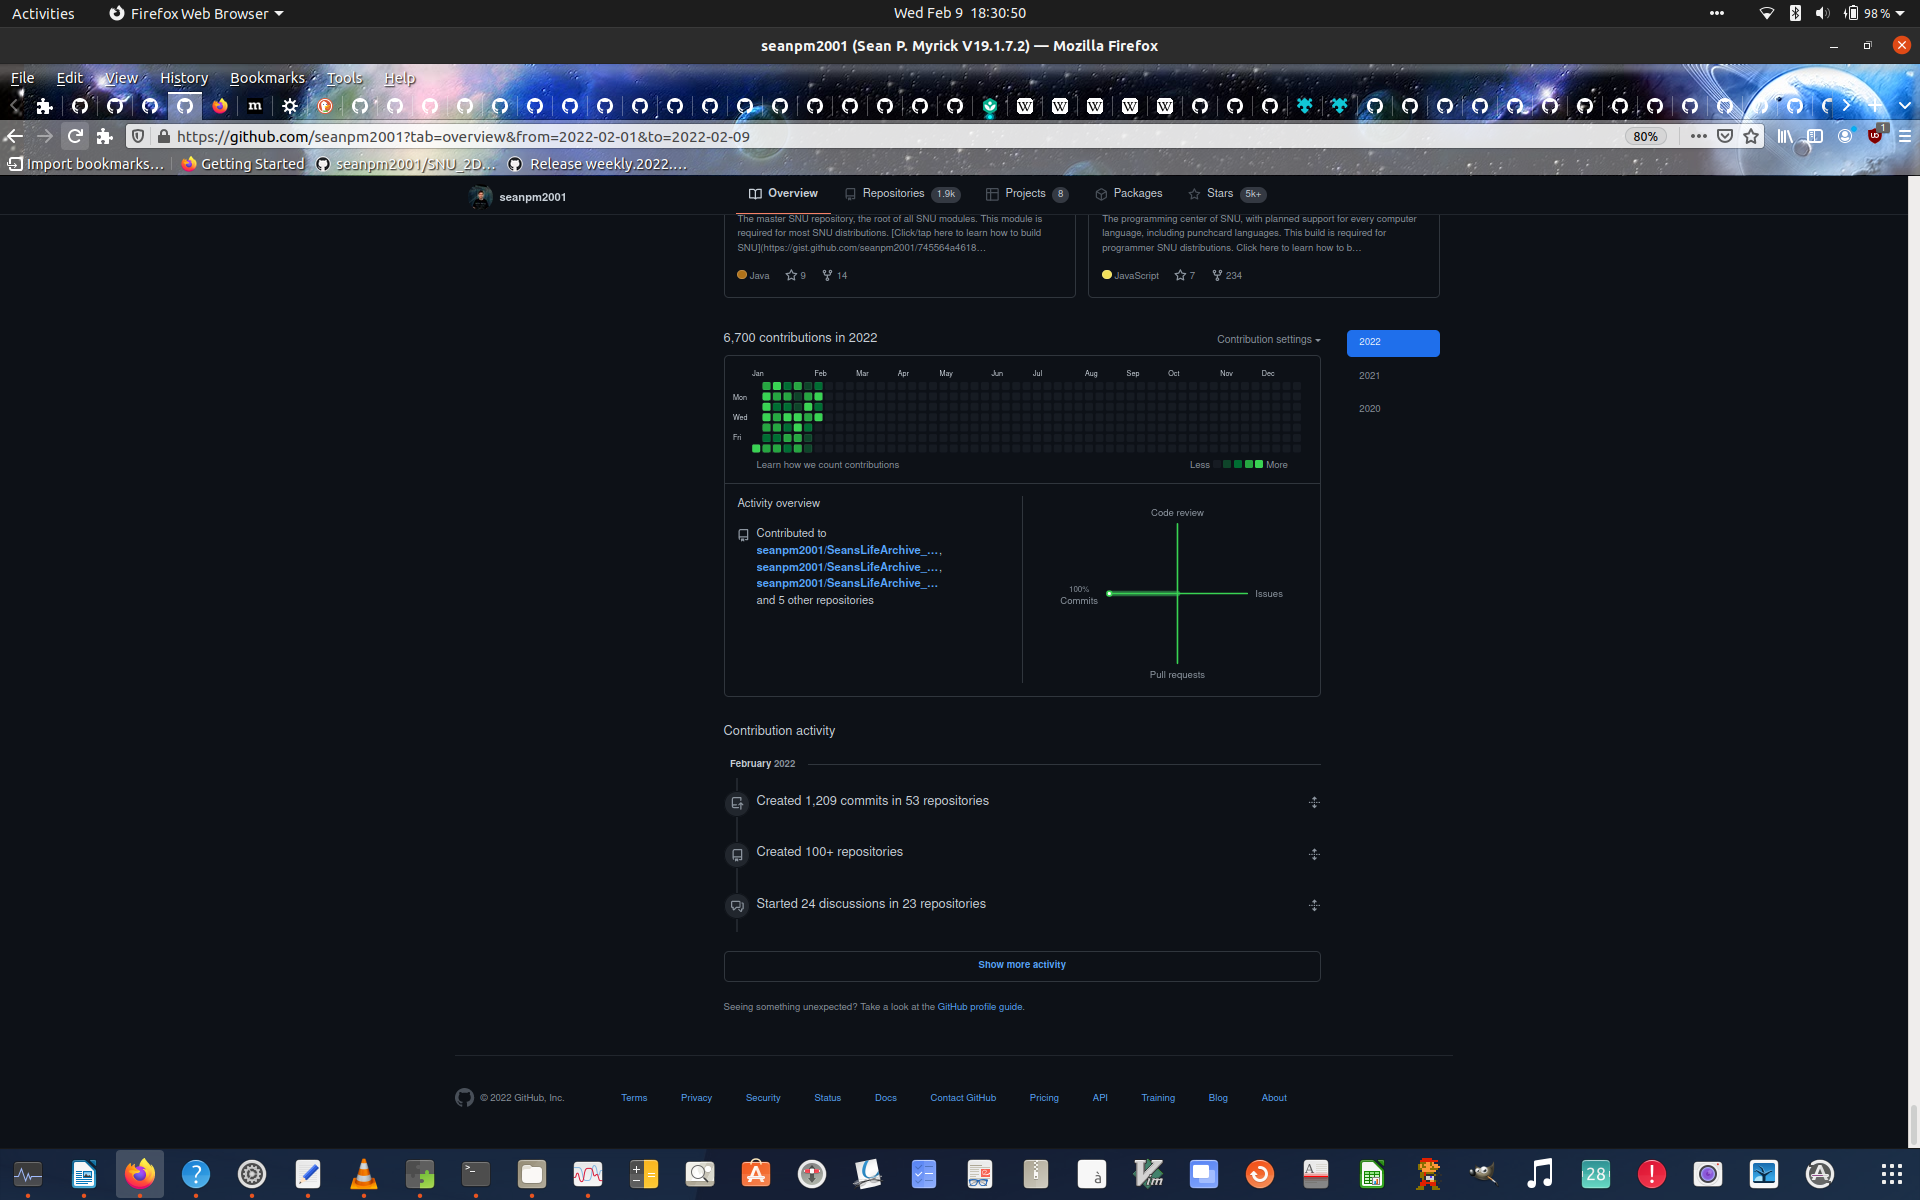 Activities
Firefox Web Browser
Wed Feb 9 18:30:50
98 %
seanpm2001 (Sean P. Myrick V19.1.7.2) — Mozilla Firefox
File Edit View History Bookmarks Tools Help
https://github.com/seanpm2001?tab=overview&from=2022-02-01&to=2022-02-09
80%
1
Import bookmarks…
Getting Started
seanpm2001/SNU_2D…
Release weekly.2022.…
seanpm2001
Overview
Repositories 1.9k
Projects 8
Packages
Stars 5k+
The master SNU repository, the root of all SNU modules. This module is
required for most SNU distributions. [Click/tap here to learn how to build
SNU](https://gist.github.com/seanpm2001/745564a4618…
Java 9 14
The programming center of SNU, with planned support for every computer
language, including punchcard languages. This build is required for
programmer SNU distributions. Click here to learn how to b…
JavaScript 7 234
6,700 contributions in 2022
Contribution settings
2022
2021
2020
Jan Feb Mar Apr May Jun Jul Aug Sep Oct Nov Dec
Mon
Wed
Fri
Learn how we count contributions
Less More
Activity overview
Contributed to
seanpm2001/SeansLifeArchive_…,
seanpm2001/SeansLifeArchive_…,
seanpm2001/SeansLifeArchive_…
and 5 other repositories
Code review
100%
Commits
Issues
Pull requests
Contribution activity
February 2022
Created 1,209 commits in 53 repositories
Created 100+ repositories
Started 24 discussions in 23 repositories
Show more activity
Seeing something unexpected? Take a look at the GitHub profile guide.
© 2022 GitHub, Inc.
Terms
Privacy
Security
Status
Docs
Contact GitHub
Pricing
API
Training
Blog
About
28